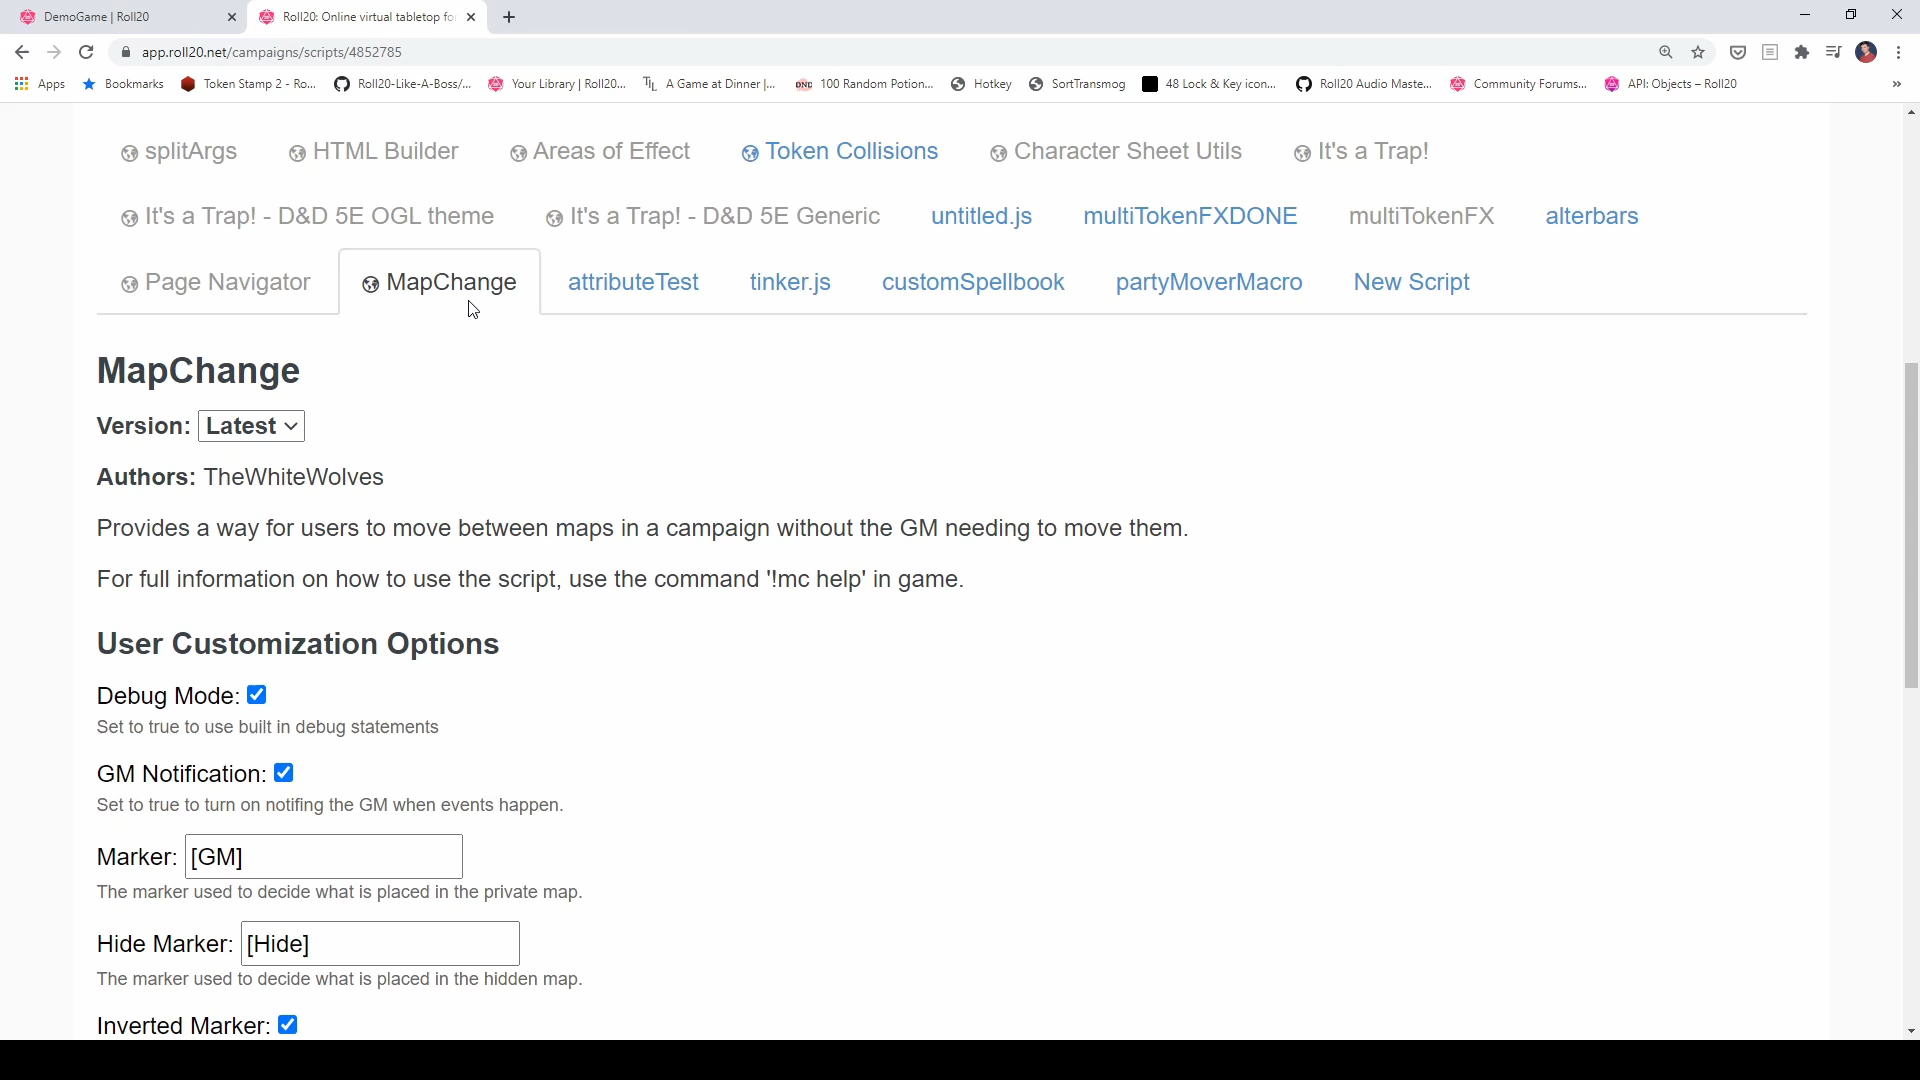 DemoGame | Roll20
Roll20: Online virtual tabletop for
app.roll20.net/campaigns/scripts/4852785
Apps
Bookmarks
Token Stamp 2 - Ro...
Roll20-Like-A-Boss/...
Your Library | Roll20...
A Game at Dinner |...
100 Random Potion...
Hotkey
SortTransmog
48 Lock & Key icon...
Roll20 Audio Maste...
Community Forums...
API: Objects – Roll20
»
splitArgs
HTML Builder
Areas of Effect
Token Collisions
Character Sheet Utils
It's a Trap!
It's a Trap! - D&D 5E OGL theme
It's a Trap! - D&D 5E Generic
untitled.js
multiTokenFXDONE
multiTokenFX
alterbars
Page Navigator
MapChange
attributeTest
tinker.js
customSpellbook
partyMoverMacro
New Script
MapChange
Version: Latest
Authors: TheWhiteWolves
Provides a way for users to move between maps in a campaign without the GM needing to move them.
For full information on how to use the script, use the command '!mc help' in game.
User Customization Options
Debug Mode:
Set to true to use built in debug statements
GM Notification:
Set to true to turn on notifing the GM when events happen.
Marker: [GM]
The marker used to decide what is placed in the private map.
Hide Marker: [Hide]
The marker used to decide what is placed in the hidden map.
Inverted Marker: